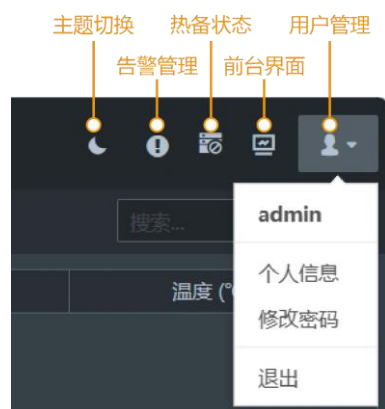 主题切换 热备状态 用户管理
告警管理 前台界面
搜索...
admin
温度 (°
个人信息
修改密码
退出